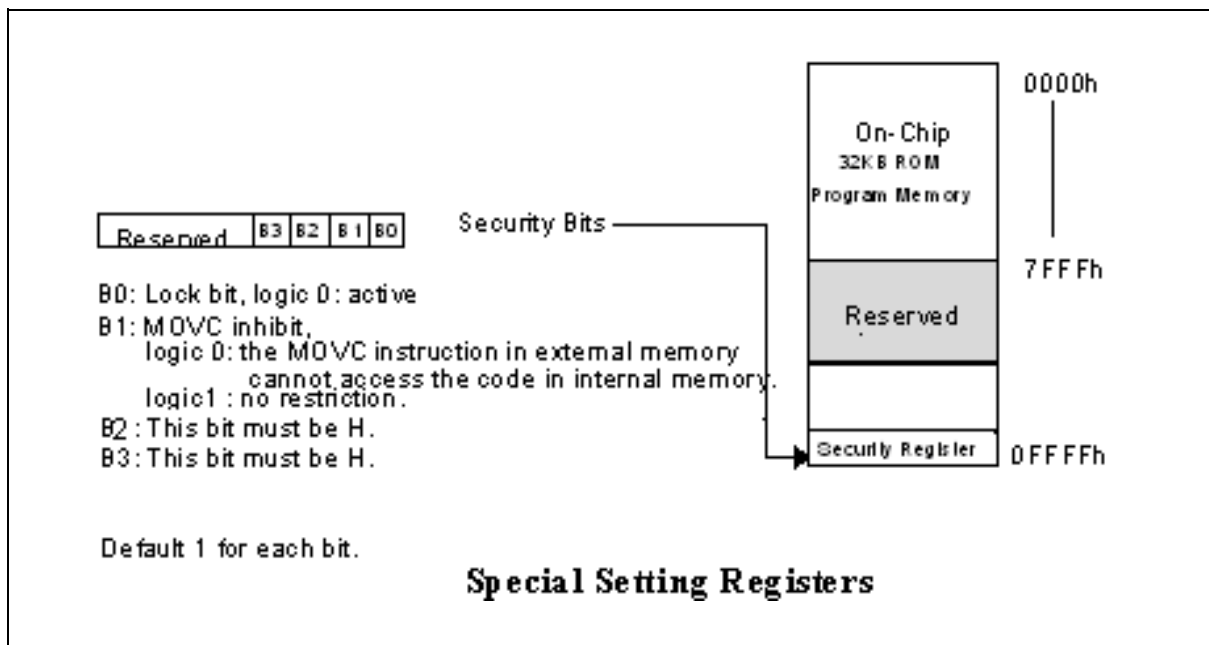 0000h
On-Chip
32KB ROM
Program Memory
Reserved B3 B2 B1 B0
Security Bits
7FFFh
Reserved
B0: Lock bit, logic 0: active
B1: MOVC inhibit,
logic 0: the MOVC instruction in external memory
cannot access the code in internal memory.
logic1 : no restriction.
B2 : This bit must be H.
B3 : This bit must be H.
Security Register
0FFFFh
Default 1 for each bit.
Special Setting Registers